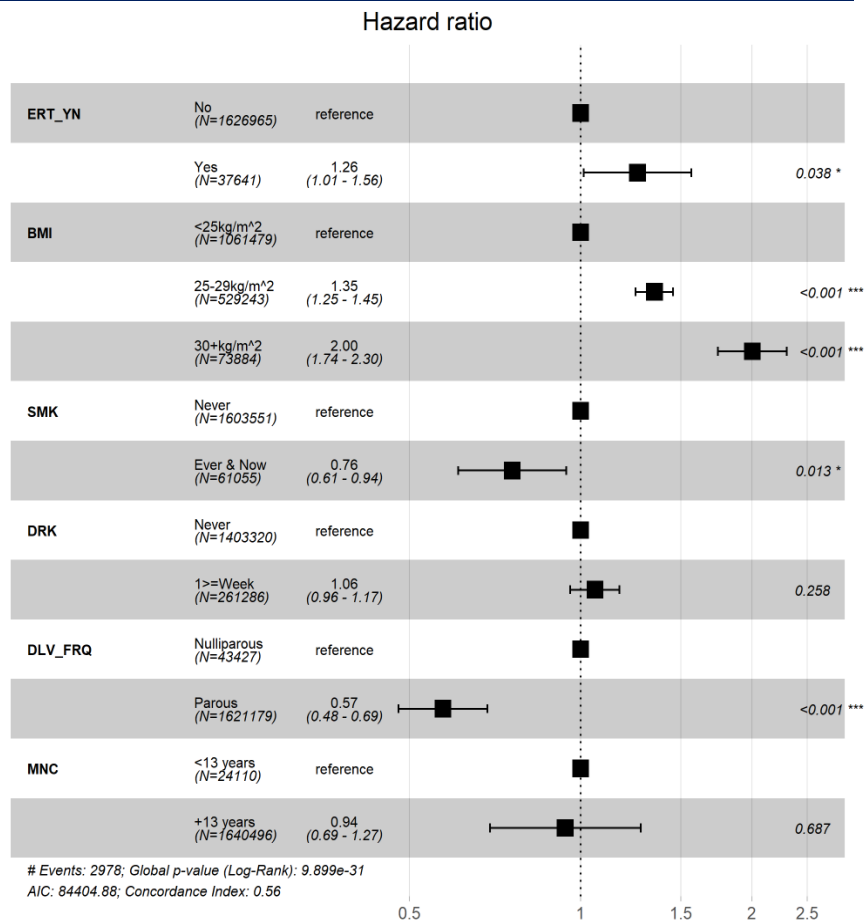 Hazard ratio
ERT_YN No reference
(N=1626965)
Yes 1.26 0.038 *
(N=37641) (1.01 - 1.56)
BMI <25kg/m^2 reference
(N=1061479)
25-29kg/m^2 1.35 <0.001 ***
(N=529243) (1.25 - 1.45)
30+kg/m^2 2.00 <0.001 ***
(N=73884) (1.74 - 2.30)
SMK Never reference
(N=1603551)
Ever & Now 0.76 0.013 *
(N=61055) (0.61 - 0.94)
DRK Never reference
(N=1403320)
1>=Week 1.06 0.258
(N=261286) (0.96 - 1.17)
DLV_FRQ Nulliparous reference
(N=43427)
Parous 0.57 <0.001 ***
(N=1621179) (0.48 - 0.69)
MNC <13 years reference
(N=24110)
+13 years 0.94 0.687
(N=1640496) (0.69 - 1.27)
# Events: 2978; Global p-value (Log-Rank): 9.899e-31
AIC: 84404.88; Concordance Index: 0.56
0.5 1 1.5 2 2.5